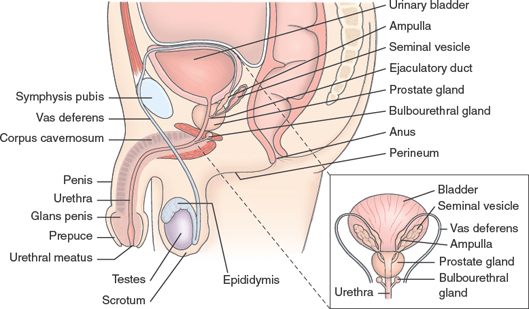 Urinary bladder
Ampulla
Seminal vesicle
Ejaculatory duct
Prostate gland
Bulbourethral gland
Anus
Perineum
Symphysis pubis
Vas deferens
Corpus cavernosum
Penis
Urethra
Glans penis
Prepuce
Urethral meatus
Testes
Scrotum
Epididymis
Bladder
Seminal vesicle
Vas deferens
Ampulla
Prostate gland
Bulbourethral
gland
Urethra